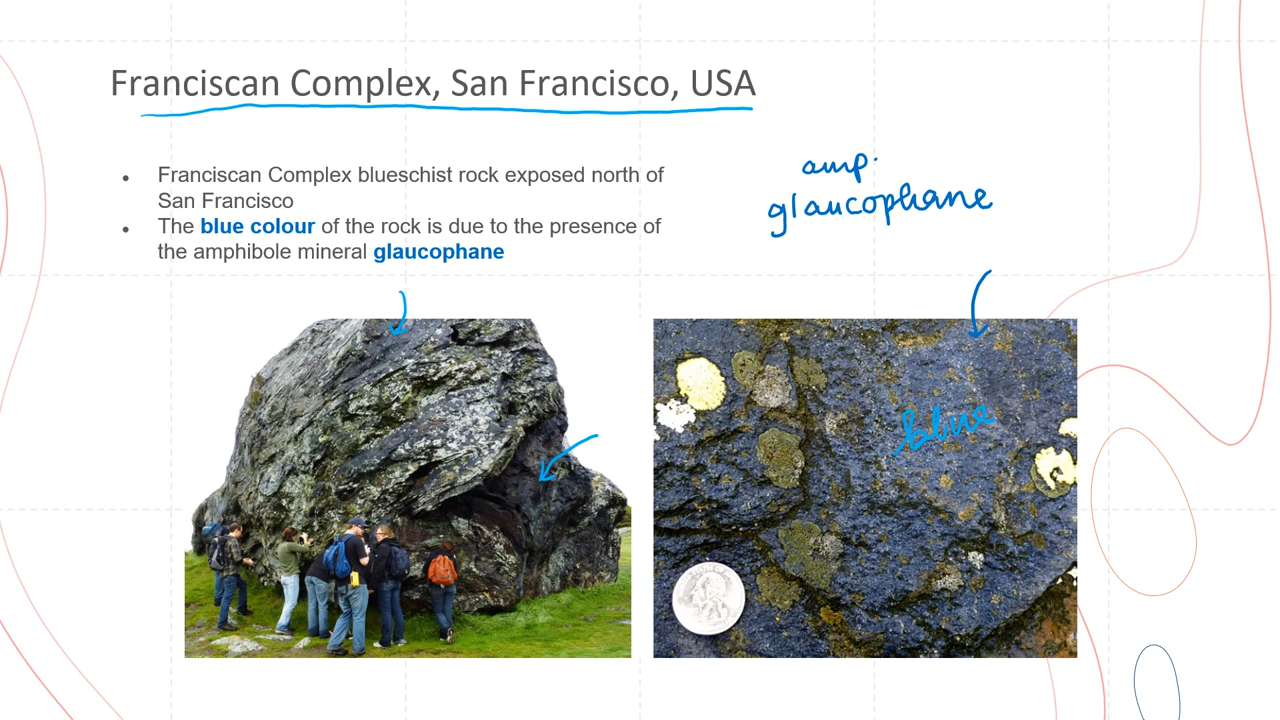 Franciscan Complex, San Francisco, USA
Franciscan Complex blueschist rock exposed north of
San Francisco
The blue colour of the rock is due to the presence of
the amphibole mineral glaucophane
amp.
glaucophane
blue